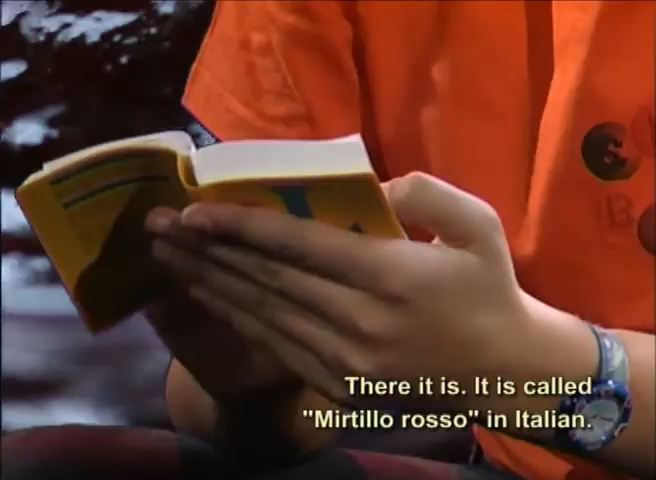 S
B
There it is. It is called
"Mirtillo rosso" in Italian.